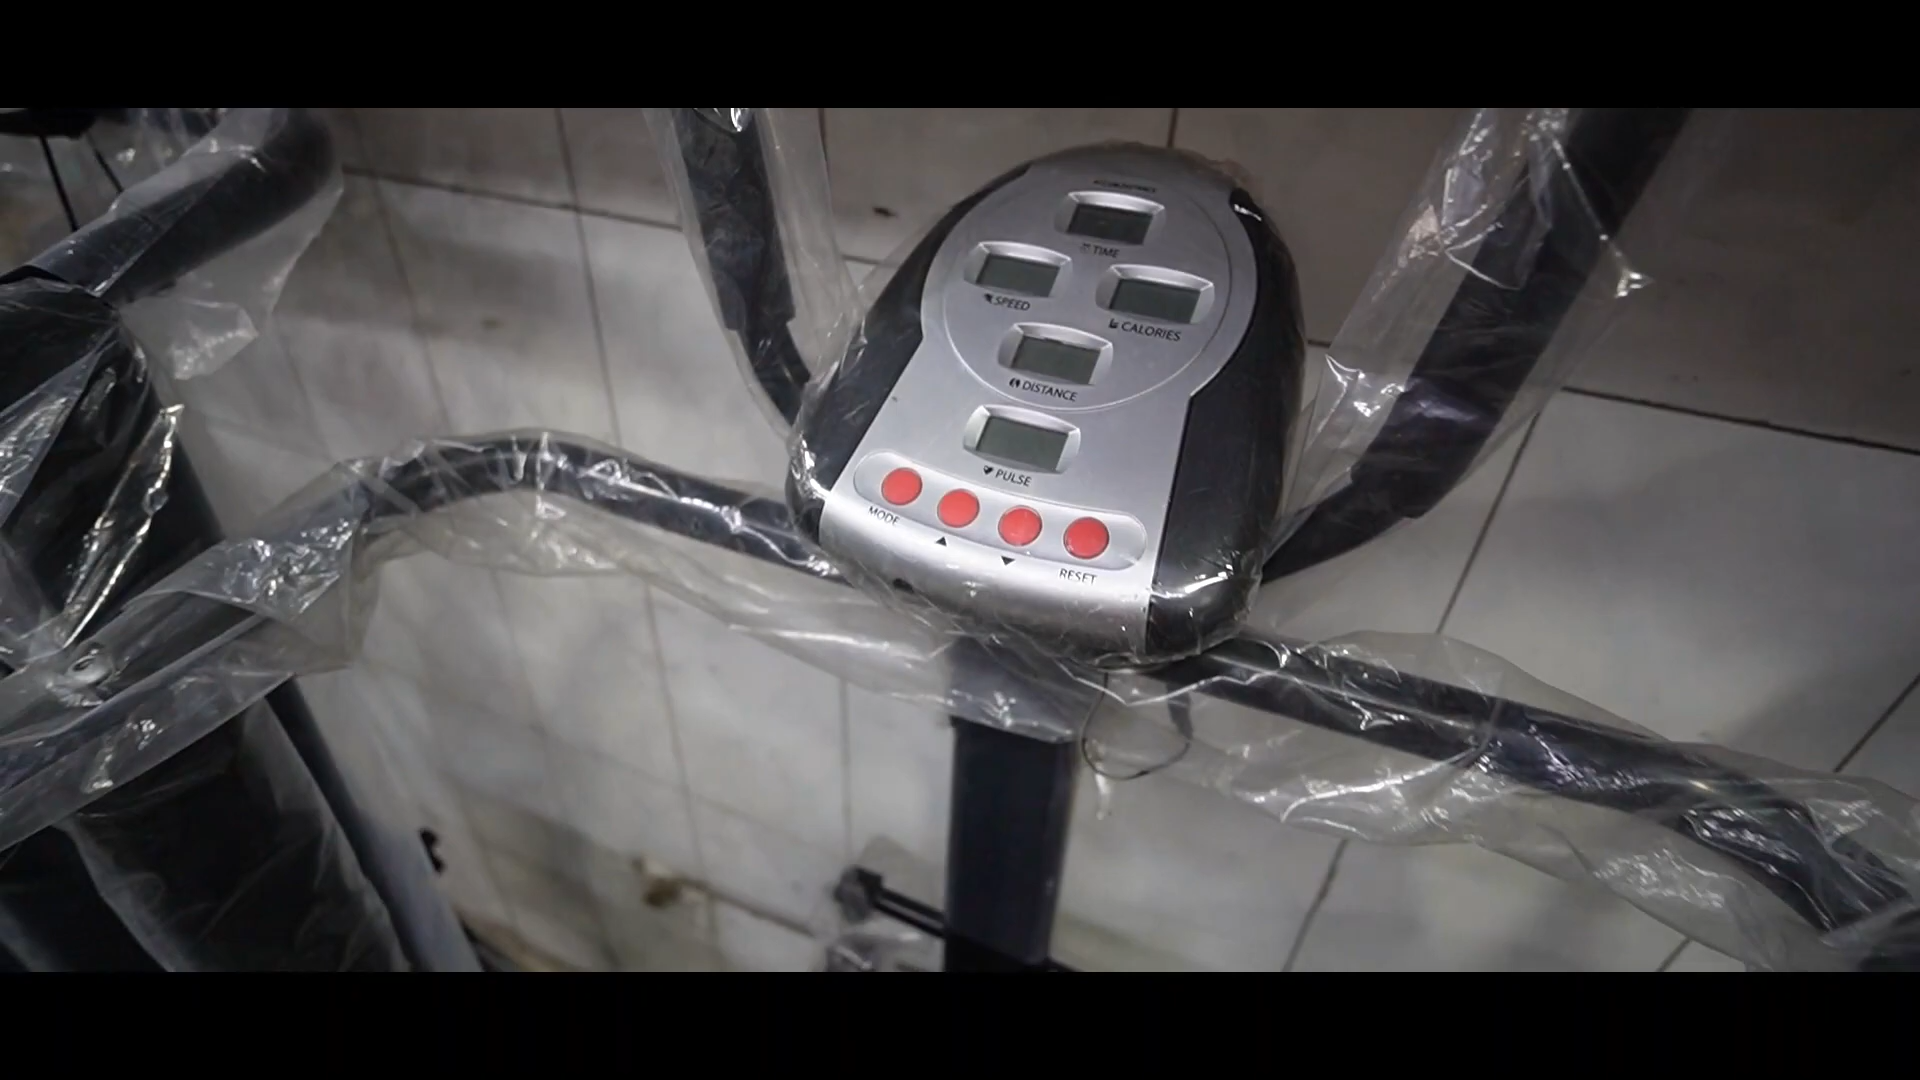 TIME
SPEED
CALORIES
DISTANCE
PULSE
MODE
RESET